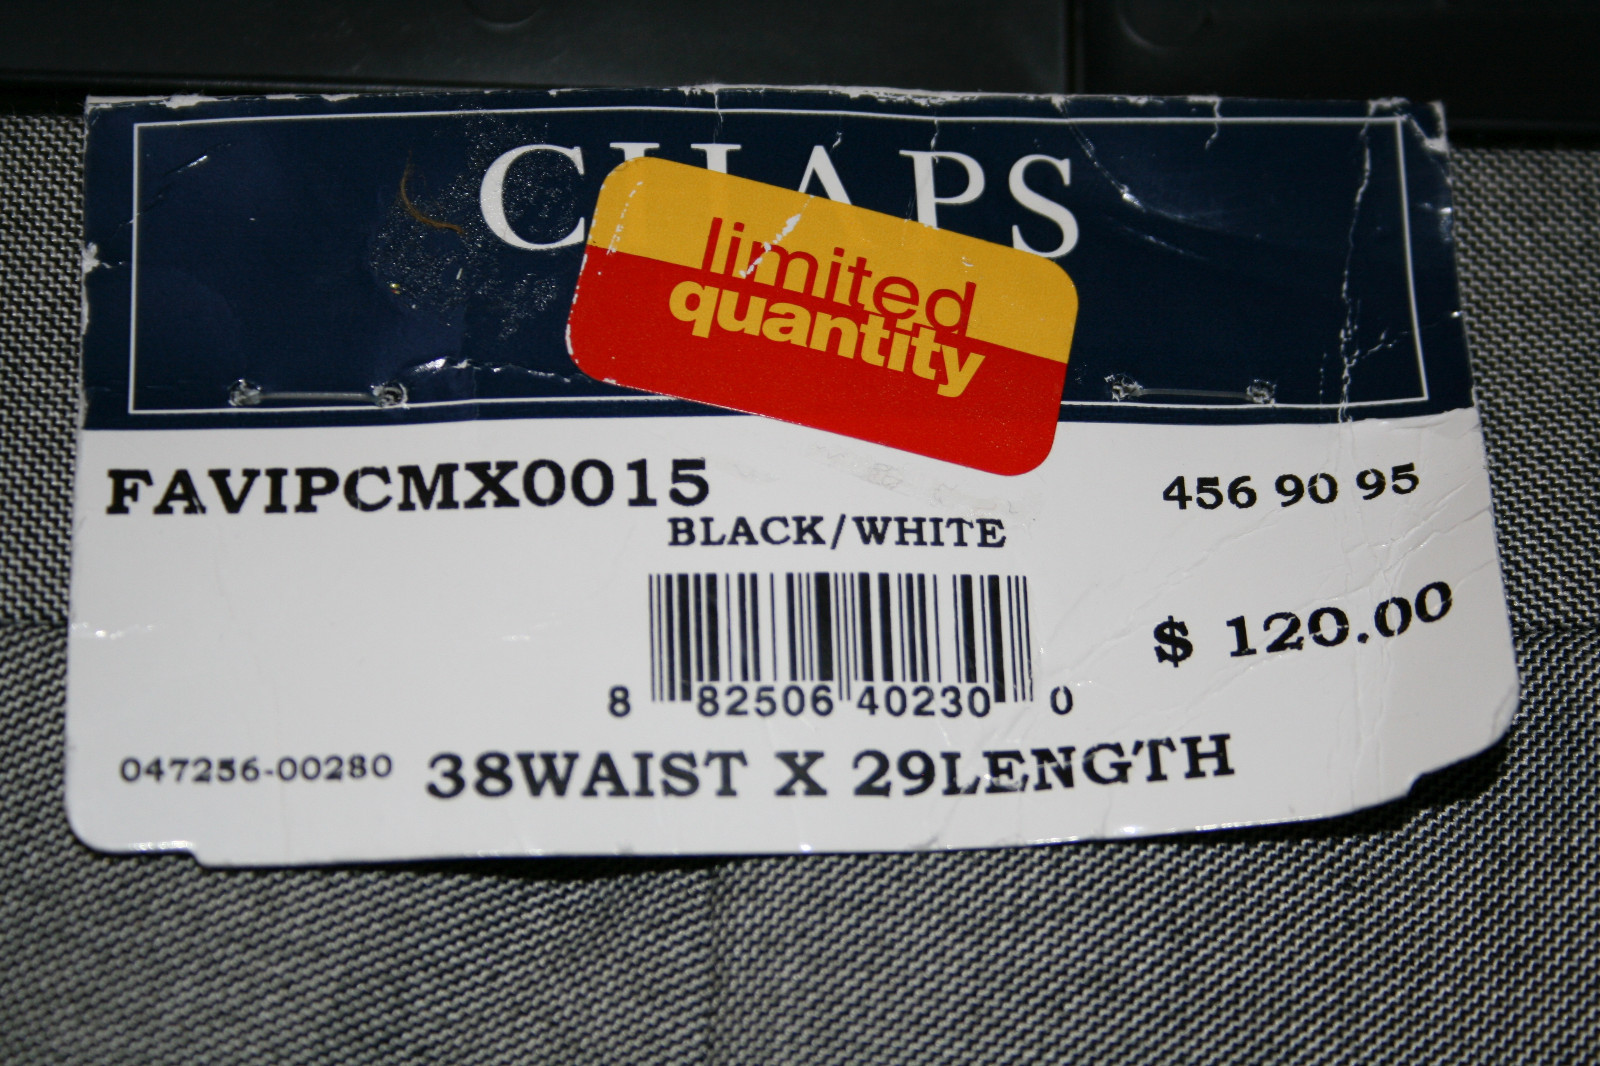 CHAPS
limited
quantity
FAVIPCMX0015
456 90 95
BLACK/WHITE
$ 120.00
8 82506 40230 0
047256-00280
38WAIST X 29LENGTH